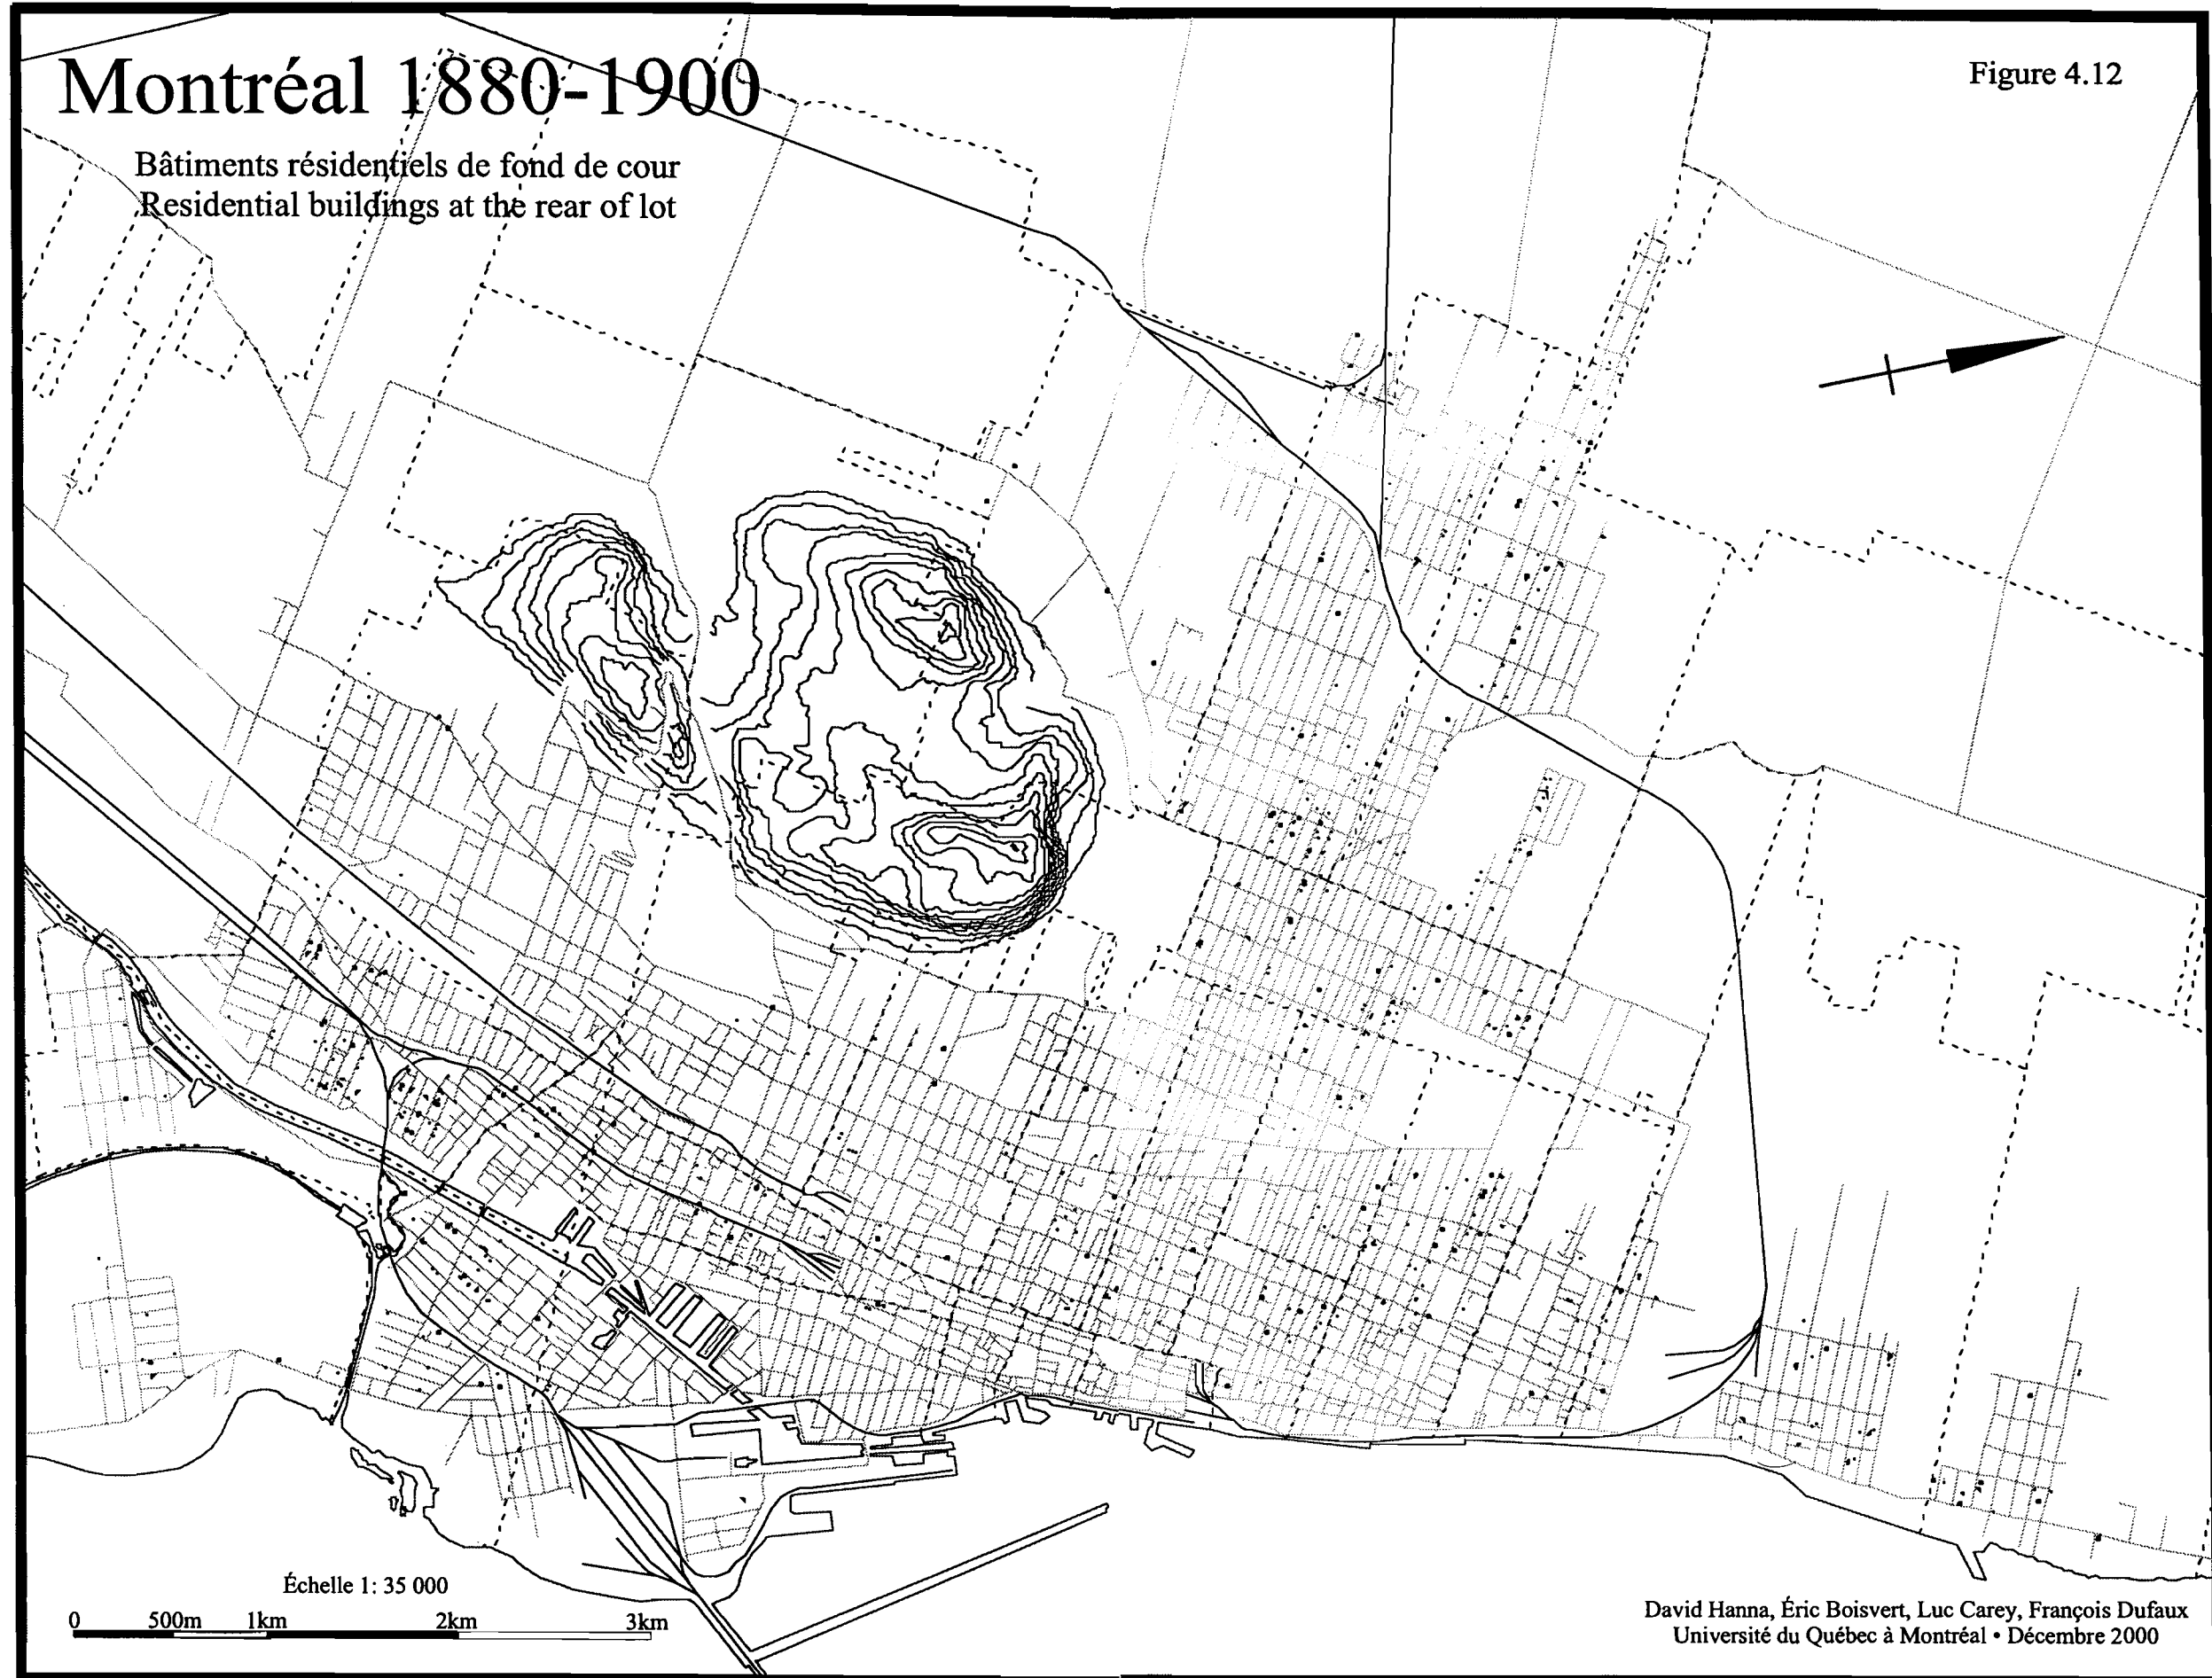 Montréal 1880-1900
Figure 4.12
Bâtiments résidentiels de fond de cour
Residential buildings at the rear of lot
Échelle 1: 35 000
0 500m 1km 2km 3km
David Hanna, Éric Boisvert, Luc Carey, François Dufaux
Université du Québec à Montréal • Décembre 2000